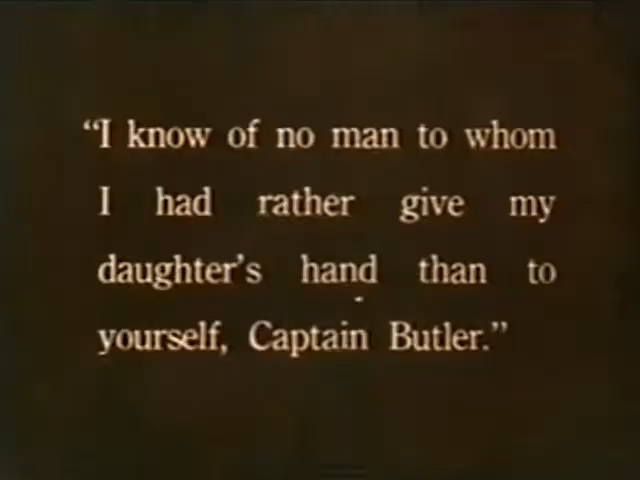 “I know of no man to whom
I had rather give my
daughter’s hand than to
yourself, Captain Butler.”